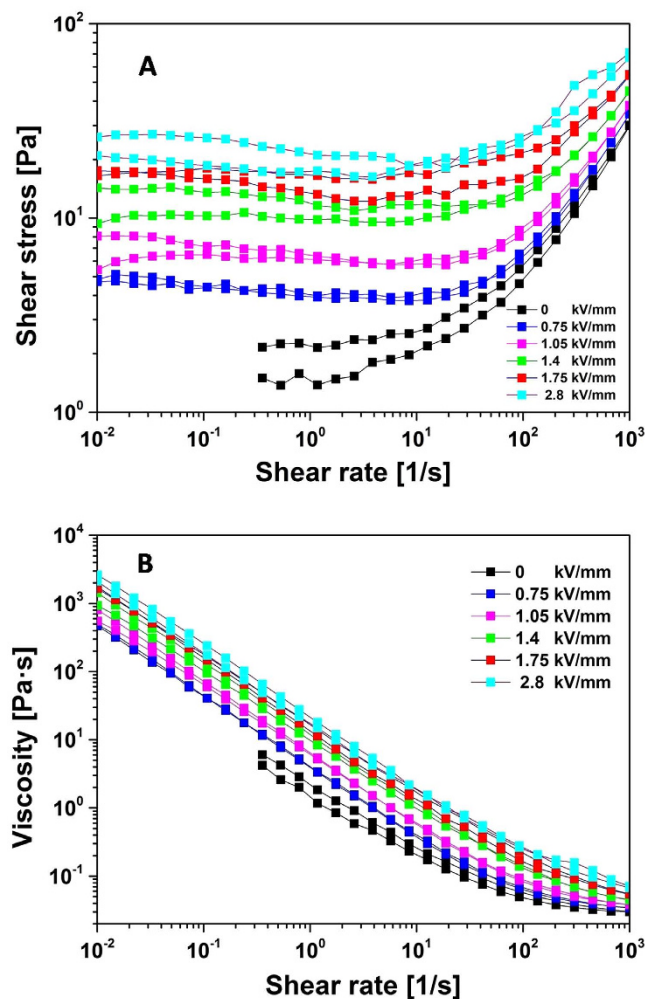 A
Shear stress [Pa]
10²
10¹
10⁰
0 kV/mm
0.75 kV/mm
1.05 kV/mm
1.4 kV/mm
1.75 kV/mm
2.8 kV/mm
10⁻² 10⁻¹ 10⁰ 10¹ 10² 10³
Shear rate [1/s]
B
Viscosity [Pa·s]
10⁴
10³
10²
10¹
10⁰
10⁻¹
0 kV/mm
0.75 kV/mm
1.05 kV/mm
1.4 kV/mm
1.75 kV/mm
2.8 kV/mm
10⁻² 10⁻¹ 10⁰ 10¹ 10² 10³
Shear rate [1/s]